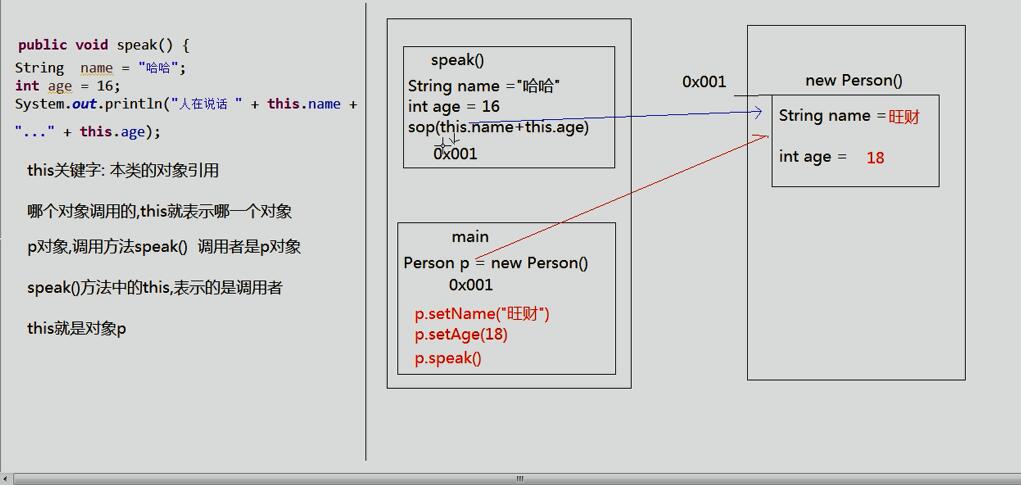 public void speak() {
String name = "哈哈";
int age = 16;
System.out.println("人在说话 " + this.name +
"..." + this.age);
this关键字: 本类的对象引用
哪个对象调用的,this就表示哪一个对象
p对象,调用方法speak() 调用者是p对象
speak()方法中的this,表示的是调用者
this就是对象p
speak()
String name ="哈哈"
int age = 16
sop(this.name+this.age)
0x001
main
Person p = new Person()
0x001
p.setName("旺财")
p.setAge(18)
p.speak()
0x001
new Person()
String name =旺财
int age = 18